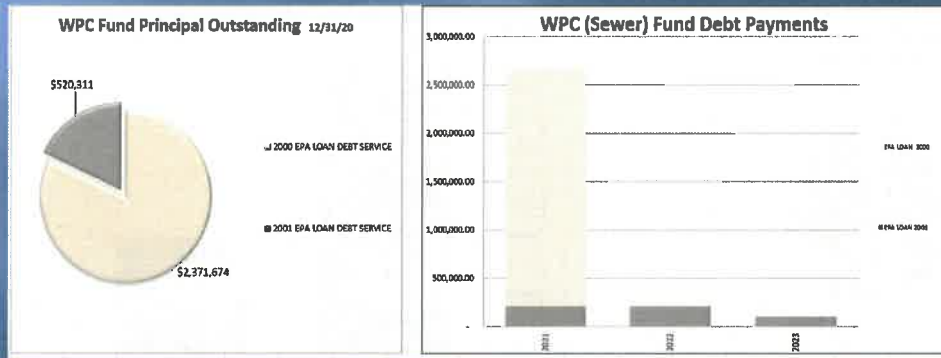 WPC Fund Principal Outstanding 12/31/20
$520,311
2000 EPA LOAN DEBT SERVICE
2001 EPA LOAN DEBT SERVICE
$2,371,674
WPC (Sewer) Fund Debt Payments
3,000,000.00
2,500,000.00
2,000,000.00
1,500,000.00
1,000,000.00
500,000.00
-
2021
2022
2023
EPA LOAN 2000
EPA LOAN 2001